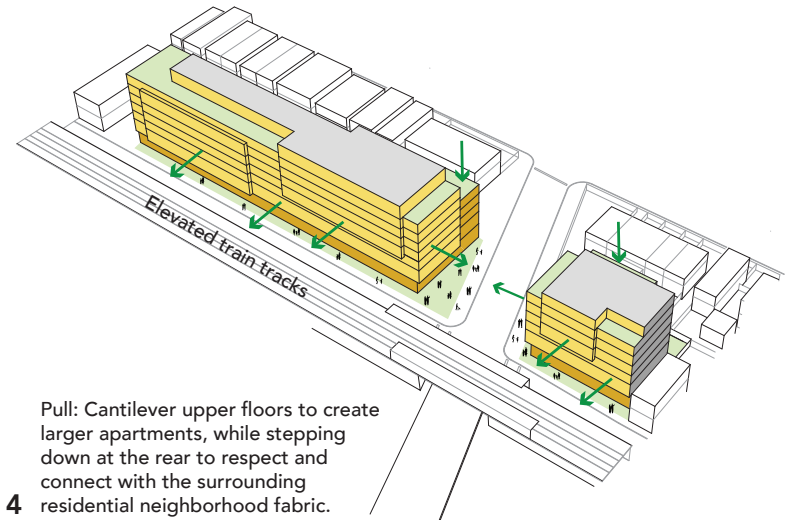 Elevated train tracks
Pull: Cantilever upper floors to create
larger apartments, while stepping
down at the rear to respect and
connect with the surrounding
4 residential neighborhood fabric.